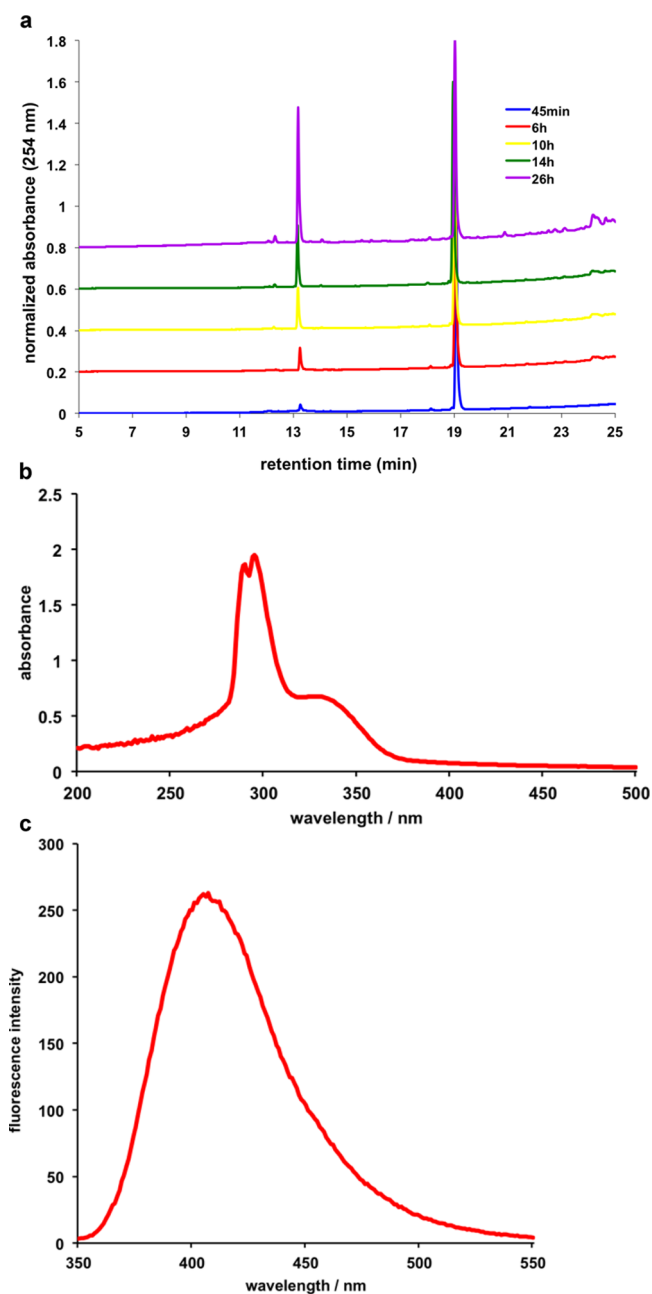 a
1.8
1.6
1.4
1.2
1
0.8
0.6
0.4
0.2
0
normalized absorbance (254 nm)
45min
6h
10h
14h
26h
5 7 9 11 13 15 17 19 21 23 25
retention time (min)
b
2.5
2
1.5
1
0.5
0
absorbance
200 250 300 350 400 450 500
wavelength / nm
c
300
250
200
150
100
50
0
fluorescence intensity
350 400 450 500 550
wavelength / nm